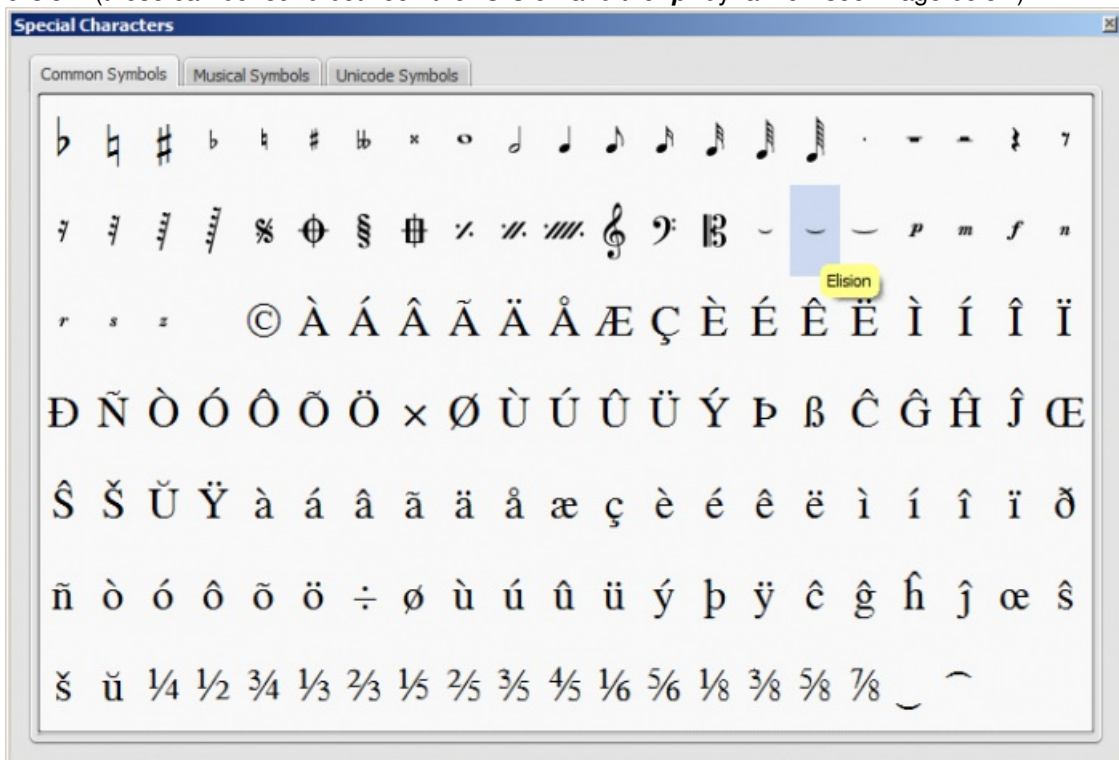 Special Characters
Common Symbols Musical Symbols Unicode Symbols
♭ ♮ ♯ ♭ ♮ ♯ 𝄫 𝄪 𝅝 𝅗𝅥 𝅘𝅥 𝅘𝅥𝅮 𝅘𝅥𝅯 𝅘𝅥𝅰 𝅘𝅥𝅱 𝅘𝅥𝅲 . 𝄻 𝄼 𝄽 𝄾
𝄿 𝅀 𝅁 𝅂 𝄋 𝄌 § 𝄞 𝄢 𝄡 ‿ ‿ ‿ p m f n
Elision
r s z © À Á Â Ã Ä Å Æ Ç È É Ê Ë Ì Í Î Ï
Ð Ñ Ò Ó Ô Õ Ö × Ø Ù Ú Û Ü Ý Þ ß Ĉ Ĝ Ĥ Ĵ Œ
Ŝ Š Ŭ Ÿ à á â ã ä å æ ç è é ê ë ì í î ï ð
ñ ò ó ô õ ö ÷ ø ù ú û ü ý þ ÿ ĉ ĝ ĥ ĵ œ ŝ
š ŭ ¼ ½ ¾ ⅓ ⅔ ⅕ ⅖ ⅗ ⅘ ⅙ ⅚ ⅛ ⅜ ⅝ ⅞ ‿ ⁀